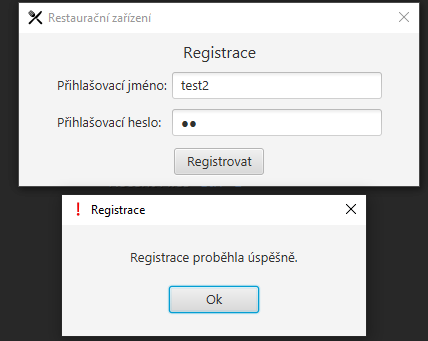 Restaurační zařízení
Registrace
Přihlašovací jméno: test2
Přihlašovací heslo: ●●
Registrovat
Registrace
Registrace proběhla úspěšně.
Ok